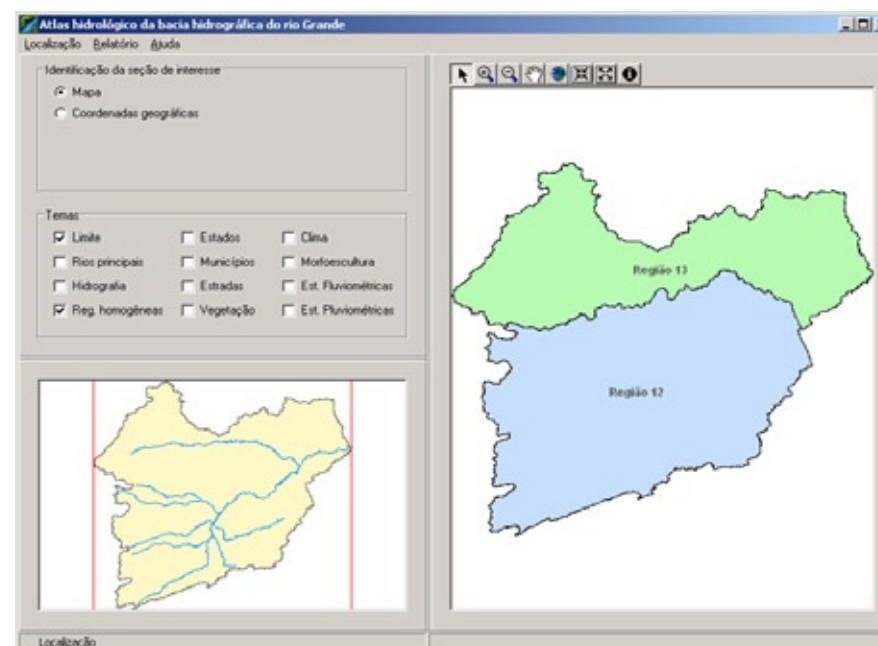 Atlas hidrológico da bacia hidrográfica do rio Grande
Localização Relatório Ajuda
Identificação da seção de interesse
Mapa
Coordenadas geográficas
Temas
Limite Estados Clima
Rios principais Municípios Morfoescultura
Hidrografia Estradas Est. Fluviométricas
Reg. homogêneas Vegetação Est. Pluviométricas
Região 13
Região 12
Localização